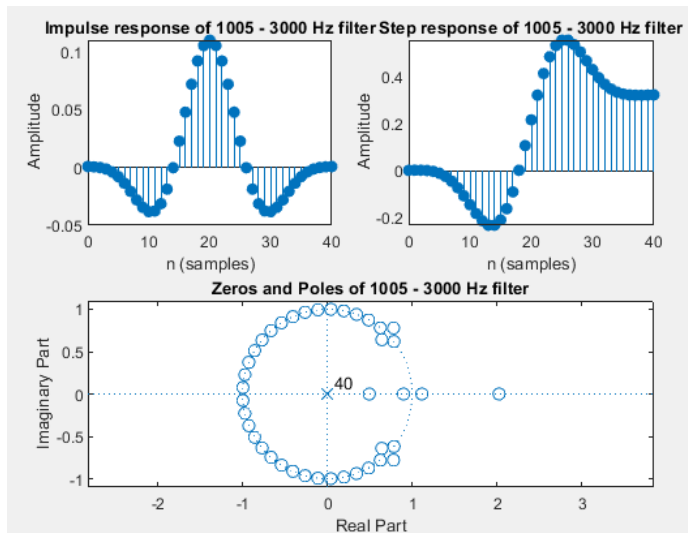 Impulse response of 1005 - 3000 Hz filter
0.1
0.05
0
-0.05
Amplitude
0 10 20 30 40
n (samples)
Step response of 1005 - 3000 Hz filter
0.4
0.2
0
-0.2
Amplitude
0 10 20 30 40
n (samples)
Zeros and Poles of 1005 - 3000 Hz filter
1
0.5
0
-0.5
-1
Imaginary Part
40
-2 -1 0 1 2 3
Real Part